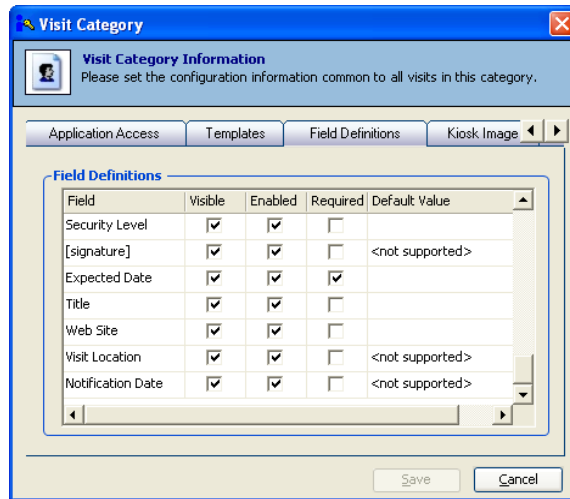 Visit Category
Visit Category Information
Please set the configuration information common to all visits in this category.
Application Access Templates Field Definitions Kiosk Image
Field Definitions
Field Visible Enabled Required Default Value
Security Level
[signature] <not supported>
Expected Date
Title
Web Site
Visit Location <not supported>
Notification Date <not supported>
Save Cancel